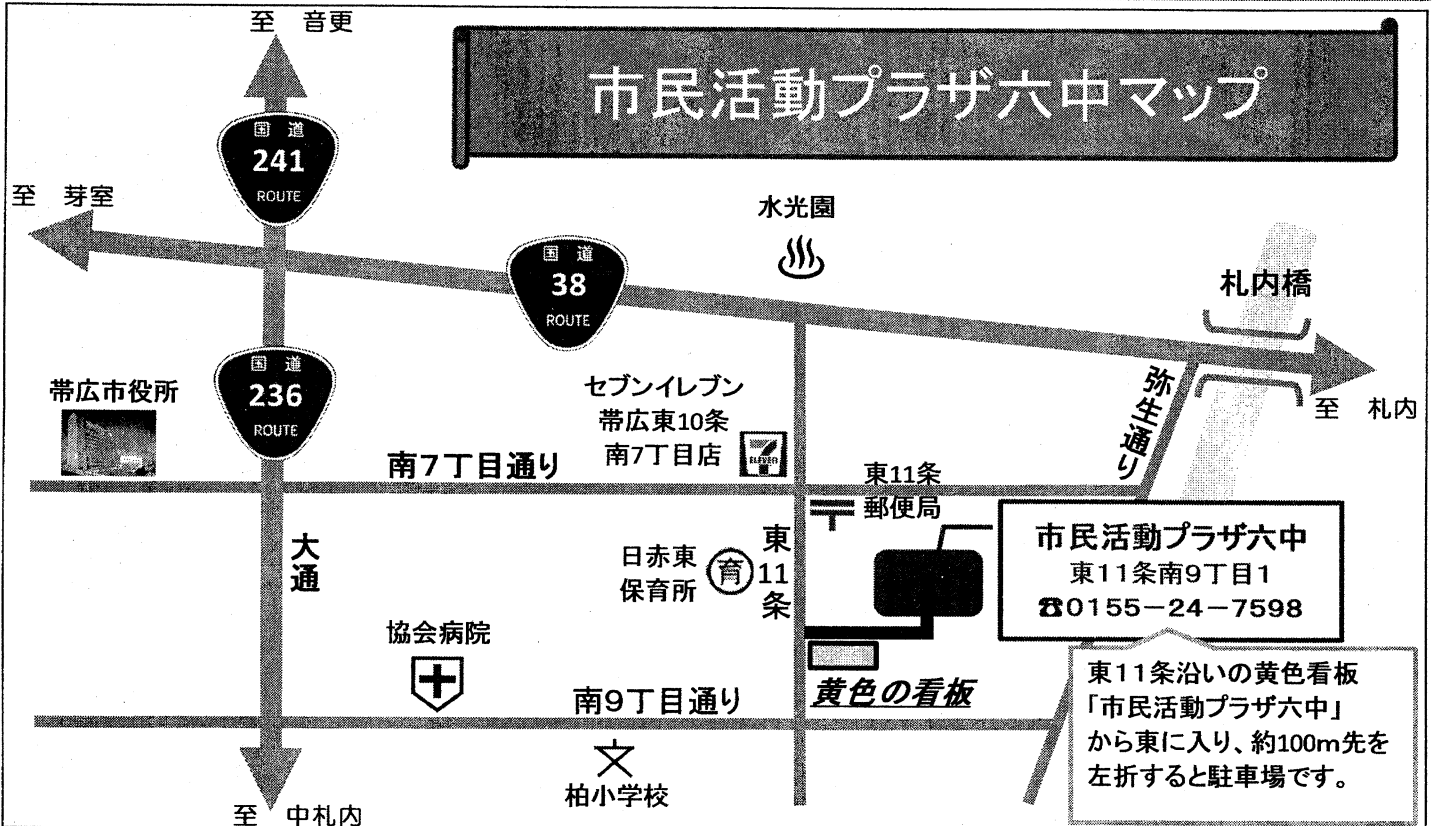 至 音更
市民活動プラザ六中マップ
国道
241
ROUTE
至 芽室
水光園
国道
38
ROUTE
札内橋
国道
236
ROUTE
帯広市役所
セブンイレブン
帯広東10条
南7丁目店
7
ELEVEn
弥生通り
至 札内
南7丁目通り
東11条
郵便局
大通
日赤東
保育所
育
東11条
市民活動プラザ六中
東11条南9丁目1
☎0155−24−7598
協会病院
黄色の看板
南9丁目通り
東11条沿いの黄色看板
「市民活動プラザ六中」
から東に入り、約100m先を
左折すると駐車場です。
柏小学校
至 中札内